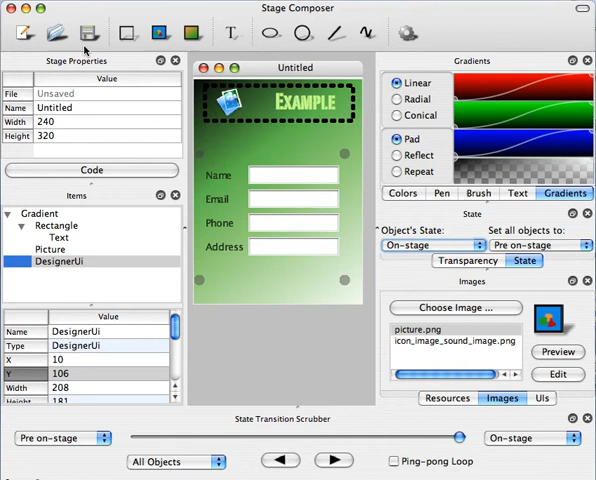 Stage Composer
T
Stage Properties
Value
File Unsaved
Name Untitled
Width 240
Height 320
Code
Items
Gradient
Rectangle
Text
Picture
DesignerUi
Value
Name DesignerUi
Type DesignerUi
X 10
Y 106
Width 208
Height 181
Untitled
EXAMPLE
Name
Email
Phone
Address
Gradients
Linear
Radial
Conical
Pad
Reflect
Repeat
Colors Pen Brush Text Gradients
State
Object's State: Set all objects to:
On-stage Pre on-stage
Transparency State
Images
Choose Image ...
picture.png
icon_image_sound_image.png
Preview
Edit
Resources Images UIs
State Transition Scrubber
Pre on-stage On-stage
All Objects Ping-pong Loop